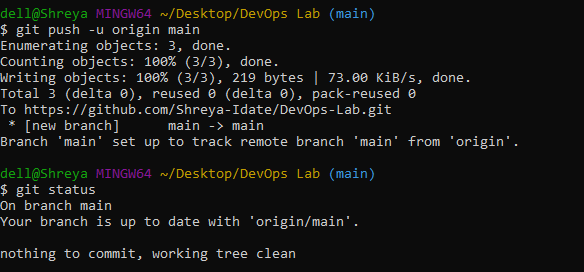 dell@Shreya MINGW64 ~/Desktop/DevOps Lab (main)
$ git push -u origin main
Enumerating objects: 3, done.
Counting objects: 100% (3/3), done.
Writing objects: 100% (3/3), 219 bytes | 73.00 KiB/s, done.
Total 3 (delta 0), reused 0 (delta 0), pack-reused 0
To https://github.com/Shreya-Idate/DevOps-Lab.git
 * [new branch]      main -> main
Branch 'main' set up to track remote branch 'main' from 'origin'.
dell@Shreya MINGW64 ~/Desktop/DevOps Lab (main)
$ git status
On branch main
Your branch is up to date with 'origin/main'.
nothing to commit, working tree clean